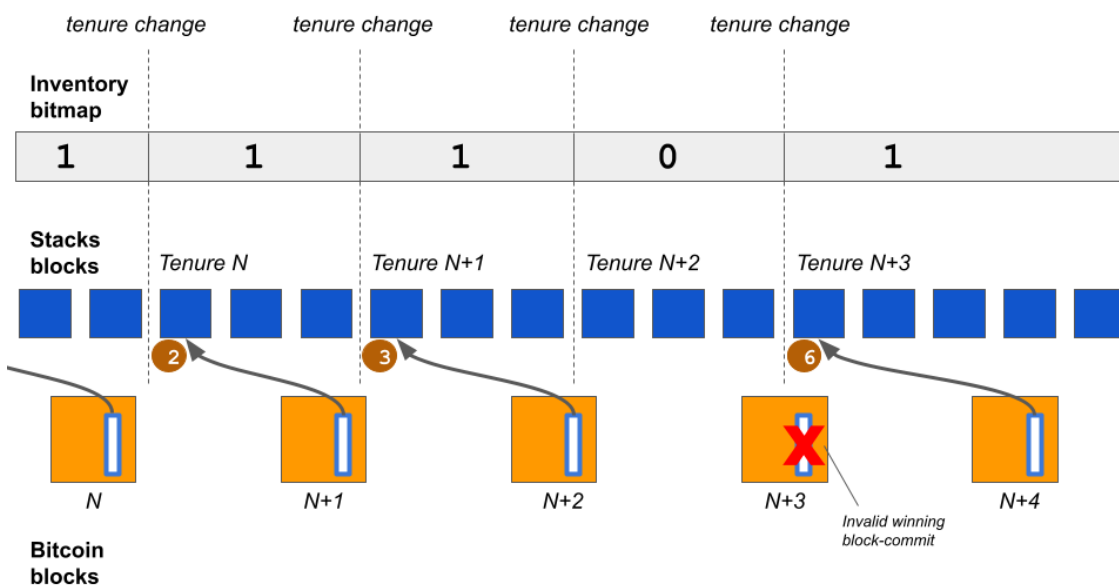 tenure change tenure change tenure change tenure change
Inventory
bitmap
1 1 1 0 1
Stacks
blocks
Tenure N Tenure N+1 Tenure N+2 Tenure N+3
2 3 6
N N+1 N+2 N+3 N+4
Invalid winning
block-commit
Bitcoin
blocks